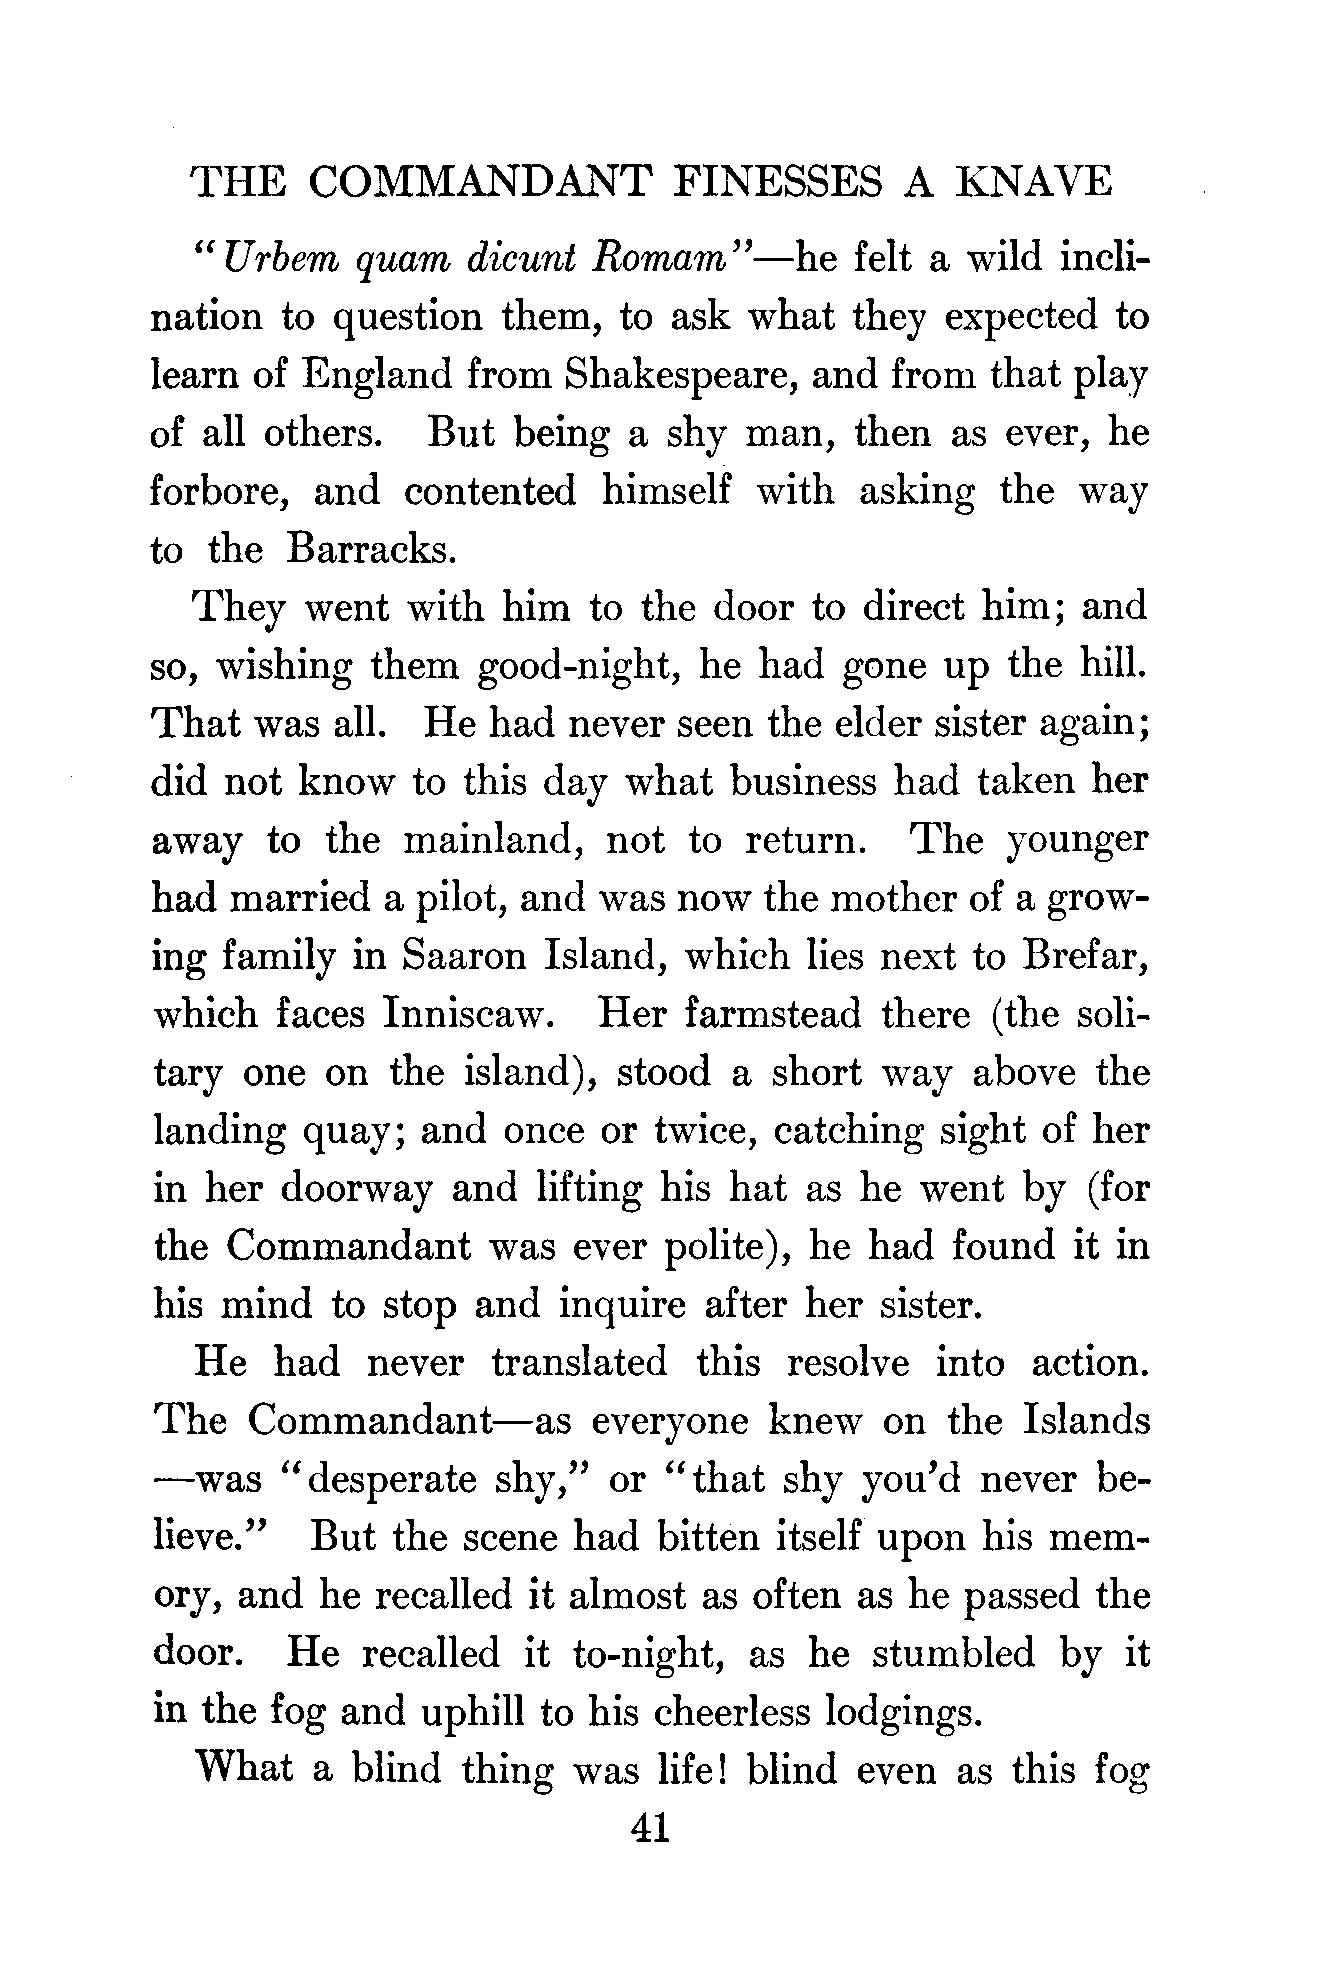 THE COMMANDANT FINESSES A KNAVE
“Urbem quam dicunt Romam”—he felt a wild incli-
nation to question them, to ask what they expected to
learn of England from Shakespeare, and from that play
of all others. But being a shy man, then as ever, he
forbore, and contented himself with asking the way
to the Barracks.
They went with him to the door to direct him; and
so, wishing them good-night, he had gone up the hill.
That was all. He had never seen the elder sister again;
did not know to this day what business had taken her
away to the mainland, not to return. The younger
had married a pilot, and was now the mother of a grow-
ing family in Saaron Island, which lies next to Brefar,
which faces Inniscaw. Her farmstead there (the soli-
tary one on the island), stood a short way above the
landing quay; and once or twice, catching sight of her
in her doorway and lifting his hat as he went by (for
the Commandant was ever polite), he had found it in
his mind to stop and inquire after her sister.
He had never translated this resolve into action.
The Commandant—as everyone knew on the Islands
—was “desperate shy,” or “that shy you’d never be-
lieve.” But the scene had bitten itself upon his mem-
ory, and he recalled it almost as often as he passed the
door. He recalled it to-night, as he stumbled by it
in the fog and uphill to his cheerless lodgings.
What a blind thing was life! blind even as this fog
41